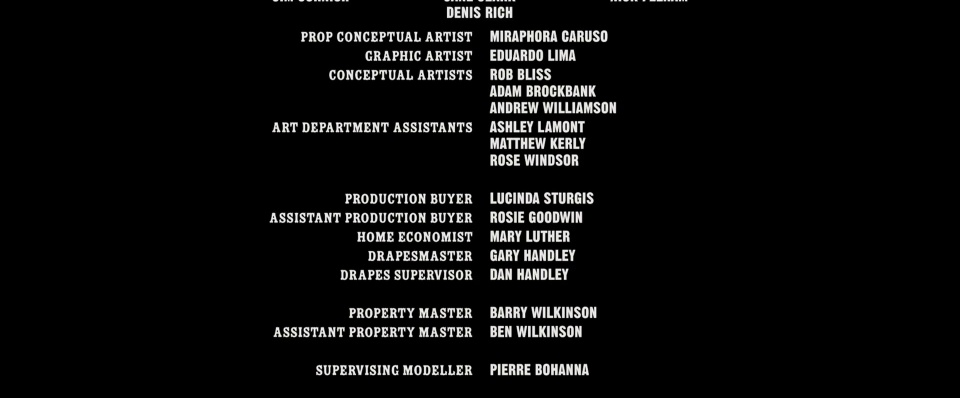 DENIS RICH
PROP CONCEPTUAL ARTIST MIRAPHORA CARUSO
GRAPHIC ARTIST EDUARDO LIMA
CONCEPTUAL ARTISTS ROB BLISS
ADAM BROCKBANK
ANDREW WILLIAMSON
ART DEPARTMENT ASSISTANTS ASHLEY LAMONT
MATTHEW KERLY
ROSE WINDSOR
PRODUCTION BUYER LUCINDA STURGIS
ASSISTANT PRODUCTION BUYER ROSIE GOODWIN
HOME ECONOMIST MARY LUTHER
DRAPESMASTER GARY HANDLEY
DRAPES SUPERVISOR DAN HANDLEY
PROPERTY MASTER BARRY WILKINSON
ASSISTANT PROPERTY MASTER BEN WILKINSON
SUPERVISING MODELLER PIERRE BOHANNA